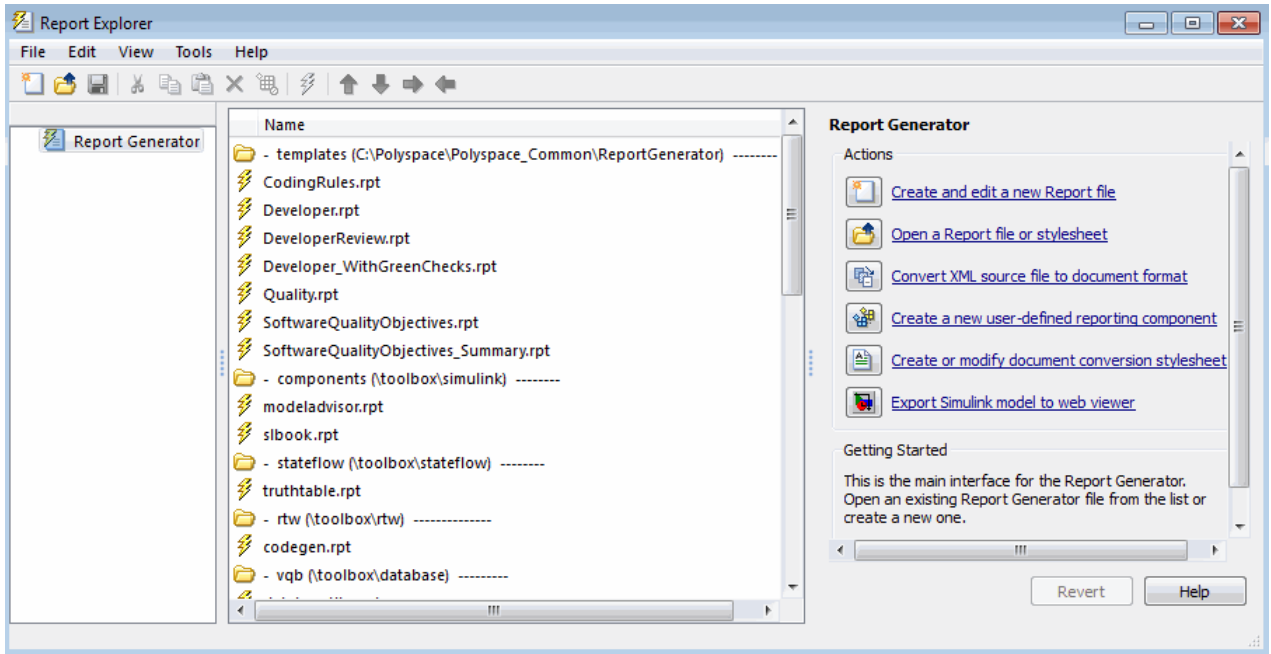 Report Explorer
File Edit View Tools Help
Report Generator
Name
- templates (C:\Polyspace\Polyspace_Common\ReportGenerator) --------
CodingRules.rpt
Developer.rpt
DeveloperReview.rpt
Developer_WithGreenChecks.rpt
Quality.rpt
SoftwareQualityObjectives.rpt
SoftwareQualityObjectives_Summary.rpt
- components (\toolbox\simulink) --------
modeladvisor.rpt
slbook.rpt
- stateflow (\toolbox\stateflow) --------
truthtable.rpt
- rtw (\toolbox\rtw) --------------
codegen.rpt
- vqb (\toolbox\database) ---------
Report Generator
Actions
Create and edit a new Report file
Open a Report file or stylesheet
Convert XML source file to document format
Create a new user-defined reporting component
Create or modify document conversion stylesheet
Export Simulink model to web viewer
Getting Started
This is the main interface for the Report Generator.
Open an existing Report Generator file from the list or
create a new one.
Revert Help